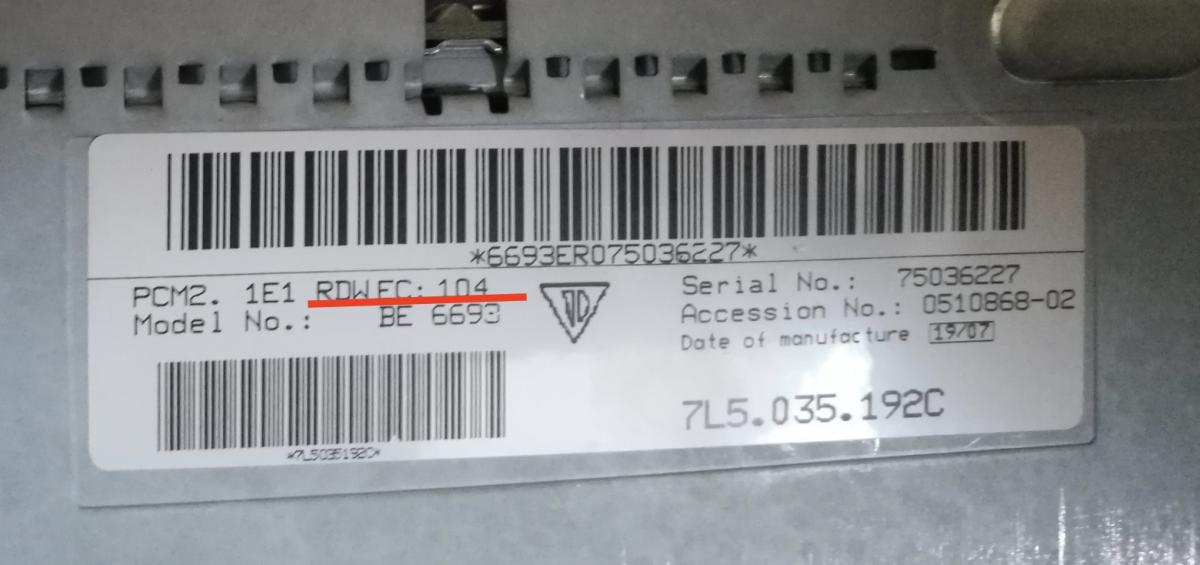 *6693ER075036227*
PCM2. 1E1 RDW FC: 104
Model No.: BE 6693
Serial No.: 75036227
Accession No.: 0510868-02
Date of manufacture 19/07
7L5.035.192C
*7L5035192C*